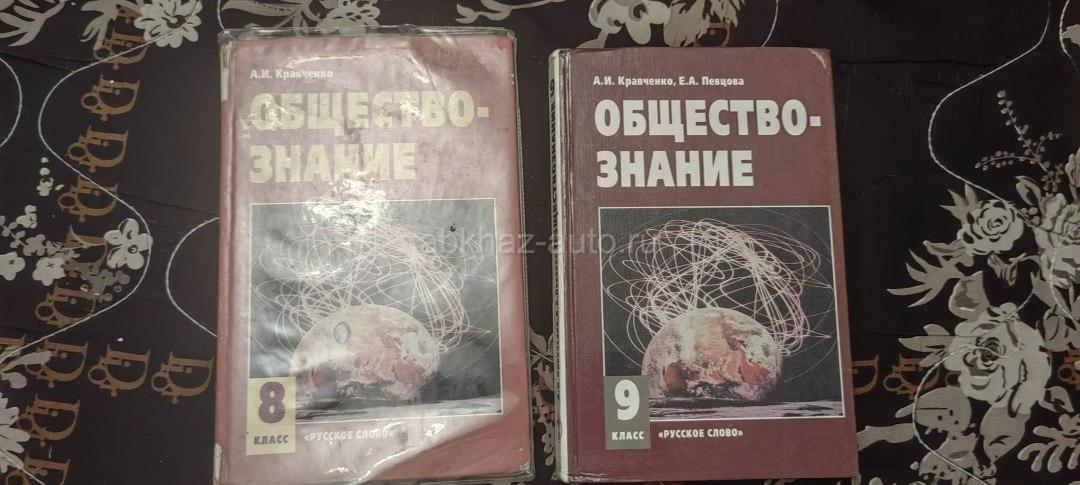 А.И. Кравченко
ОБЩЕСТВО-
ЗНАНИЕ
8
КЛАСС
«РУССКОЕ СЛОВО»
А.И. Кравченко, Е.А. Певцова
ОБЩЕСТВО-
ЗНАНИЕ
9
КЛАСС
«РУССКОЕ СЛОВО»
abkhaz-auto.ru